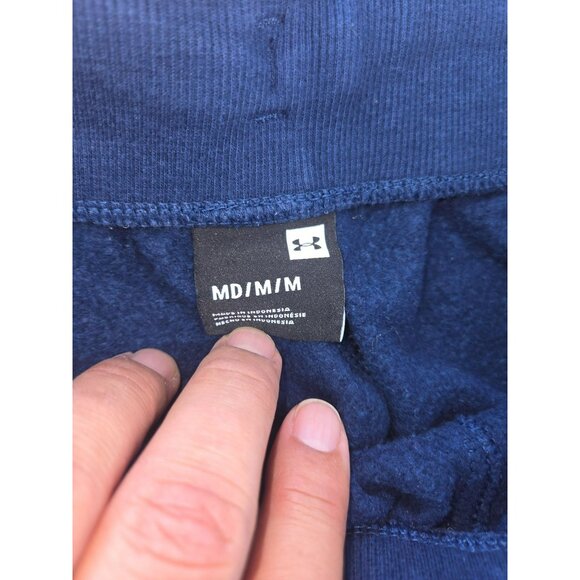 MD/M/M
MADE IN INDONESIA
FABRIQUÉ EN INDONÉSIE
HECHO EN INDONESIA